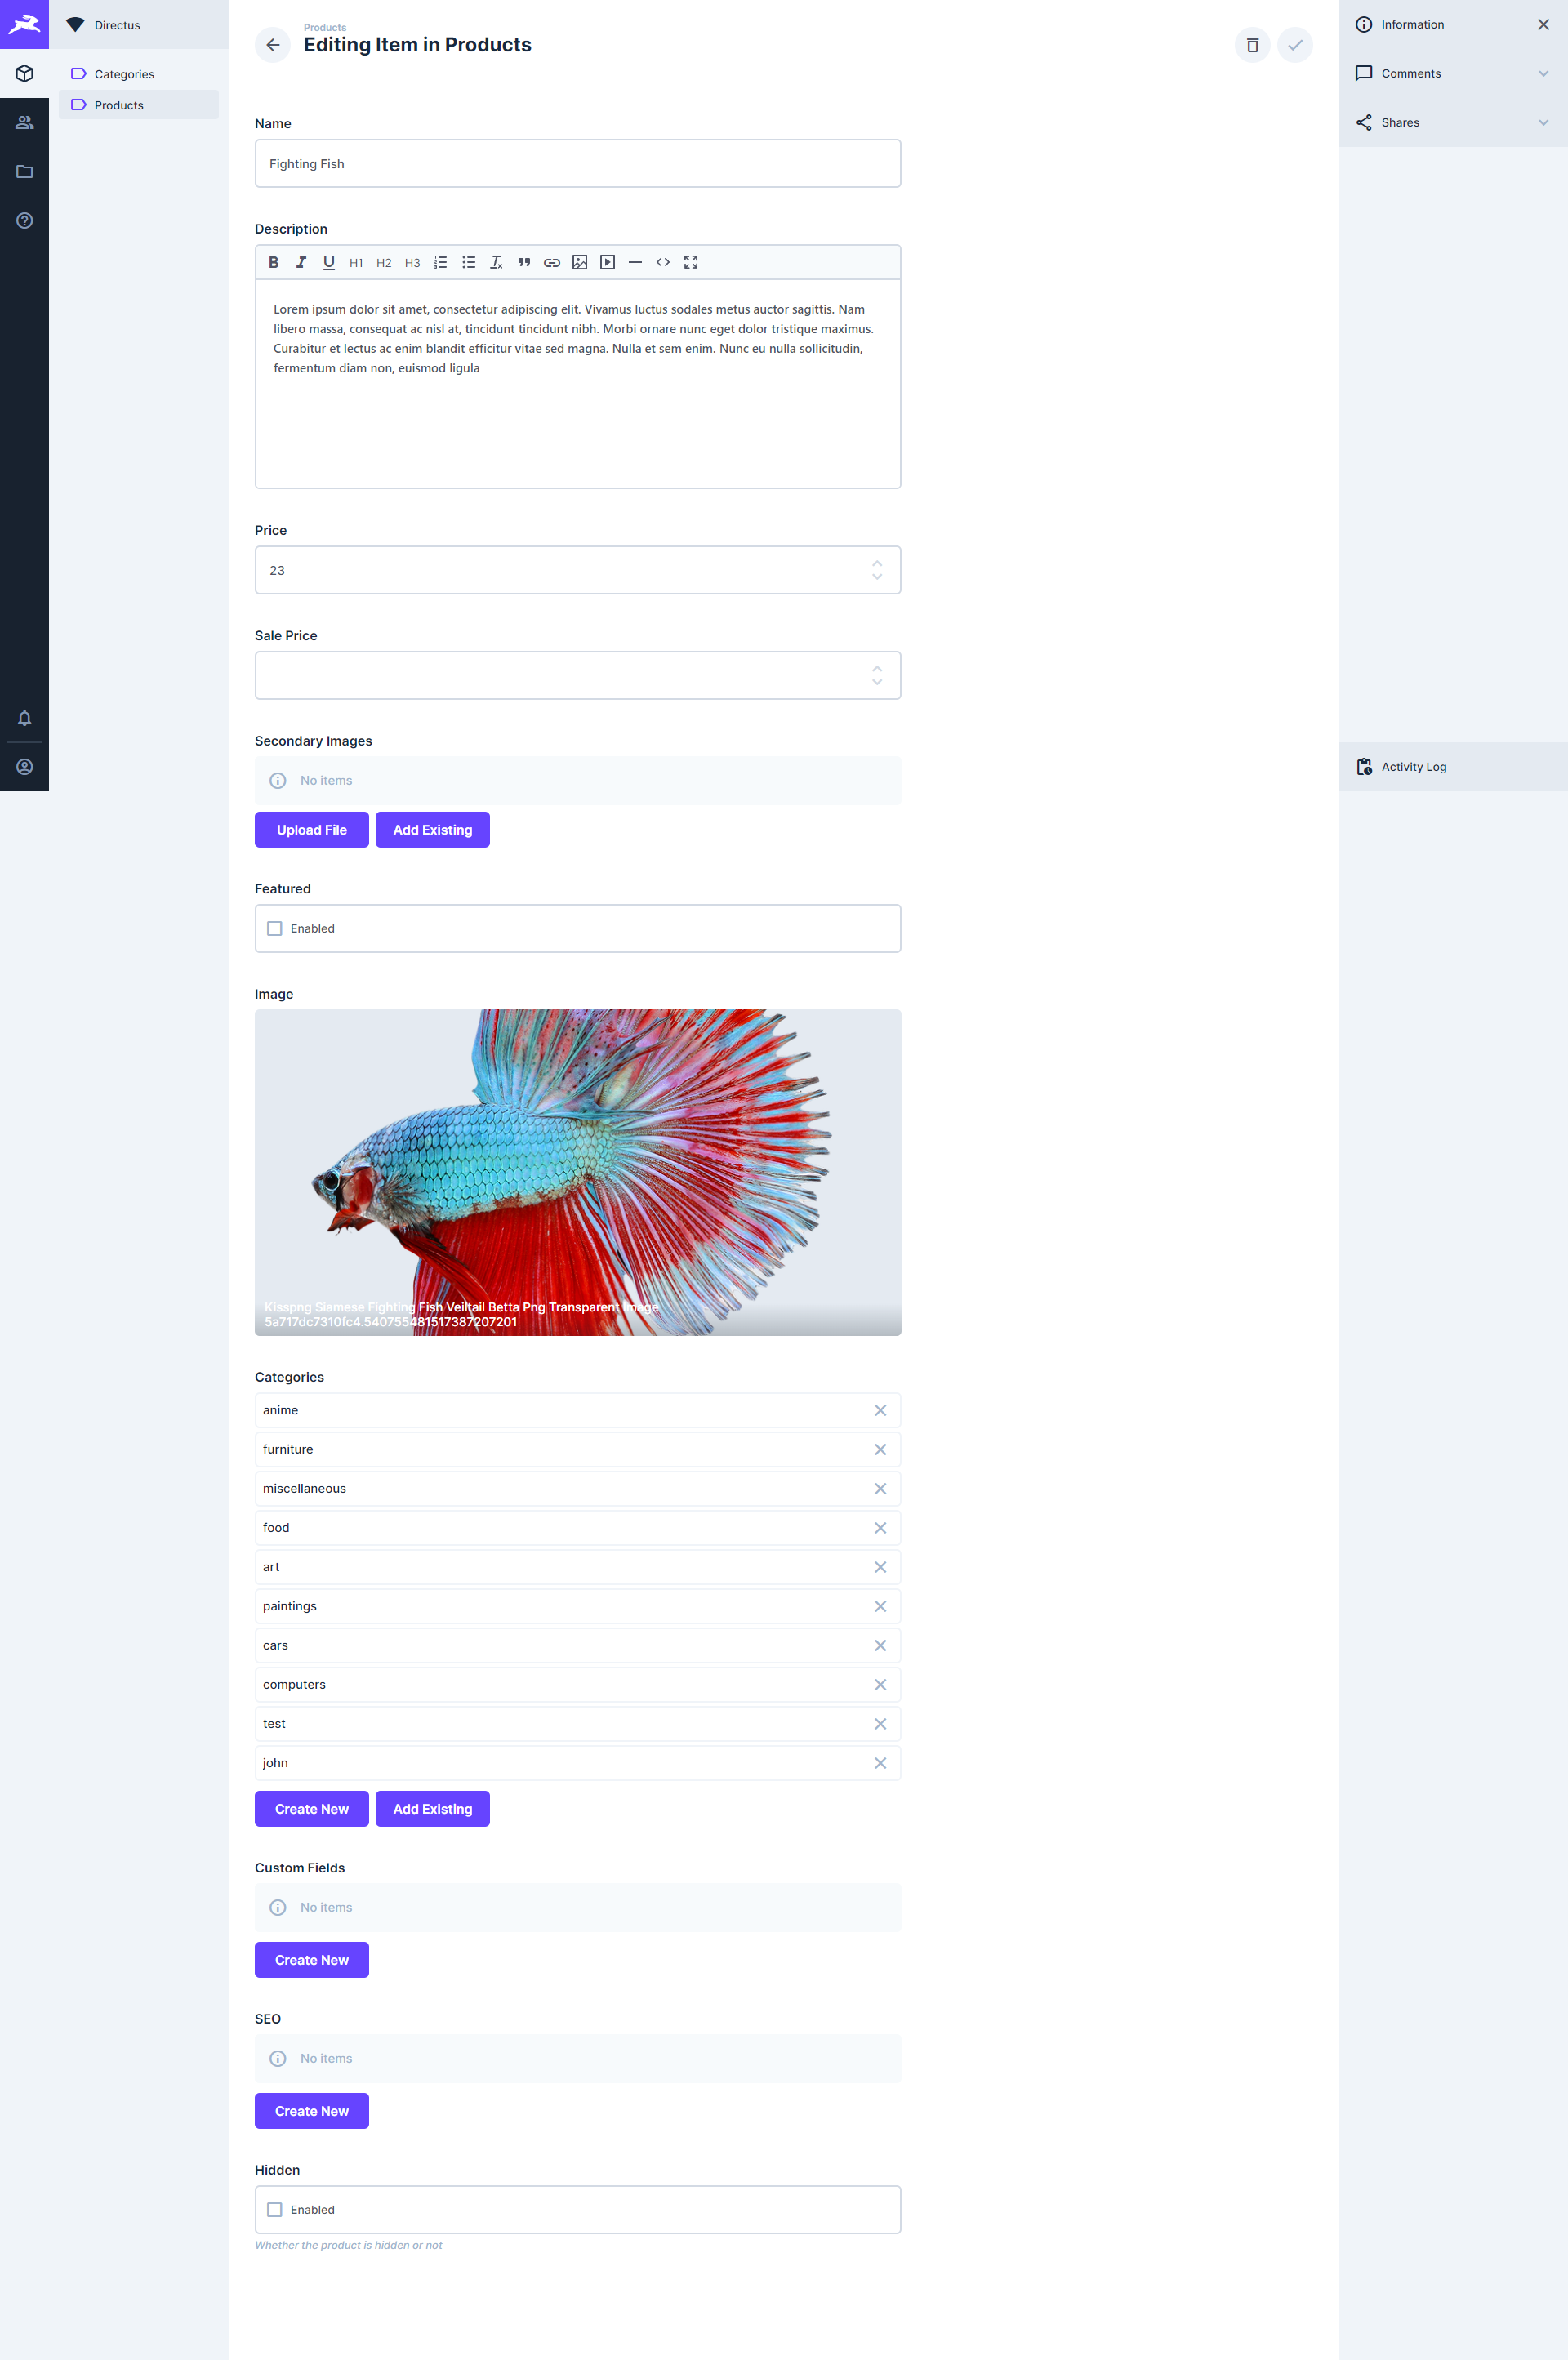 Directus
Categories
Products
Products
Editing Item in Products
Information
Comments
Shares
Activity Log
Name
Fighting Fish
Description
B I U H1 H2 H3
Lorem ipsum dolor sit amet, consectetur adipiscing elit. Vivamus luctus sodales metus auctor sagittis. Nam
libero massa, consequat ac nisl at, tincidunt tincidunt nibh. Morbi ornare nunc eget dolor tristique maximus.
Curabitur et lectus ac enim blandit efficitur vitae sed magna. Nulla et sem enim. Nunc eu nulla sollicitudin,
fermentum diam non, euismod ligula
Price
23
Sale Price
Secondary Images
No items
Upload File
Add Existing
Featured
Enabled
Image
Kisspng Siamese Fighting Fish Veiltail Betta Png Transparent Image
5a717dc7310fc4.540755481517387207201
Categories
anime
furniture
miscellaneous
food
art
paintings
cars
computers
test
john
Create New
Add Existing
Custom Fields
No items
Create New
SEO
No items
Create New
Hidden
Enabled
Whether the product is hidden or not